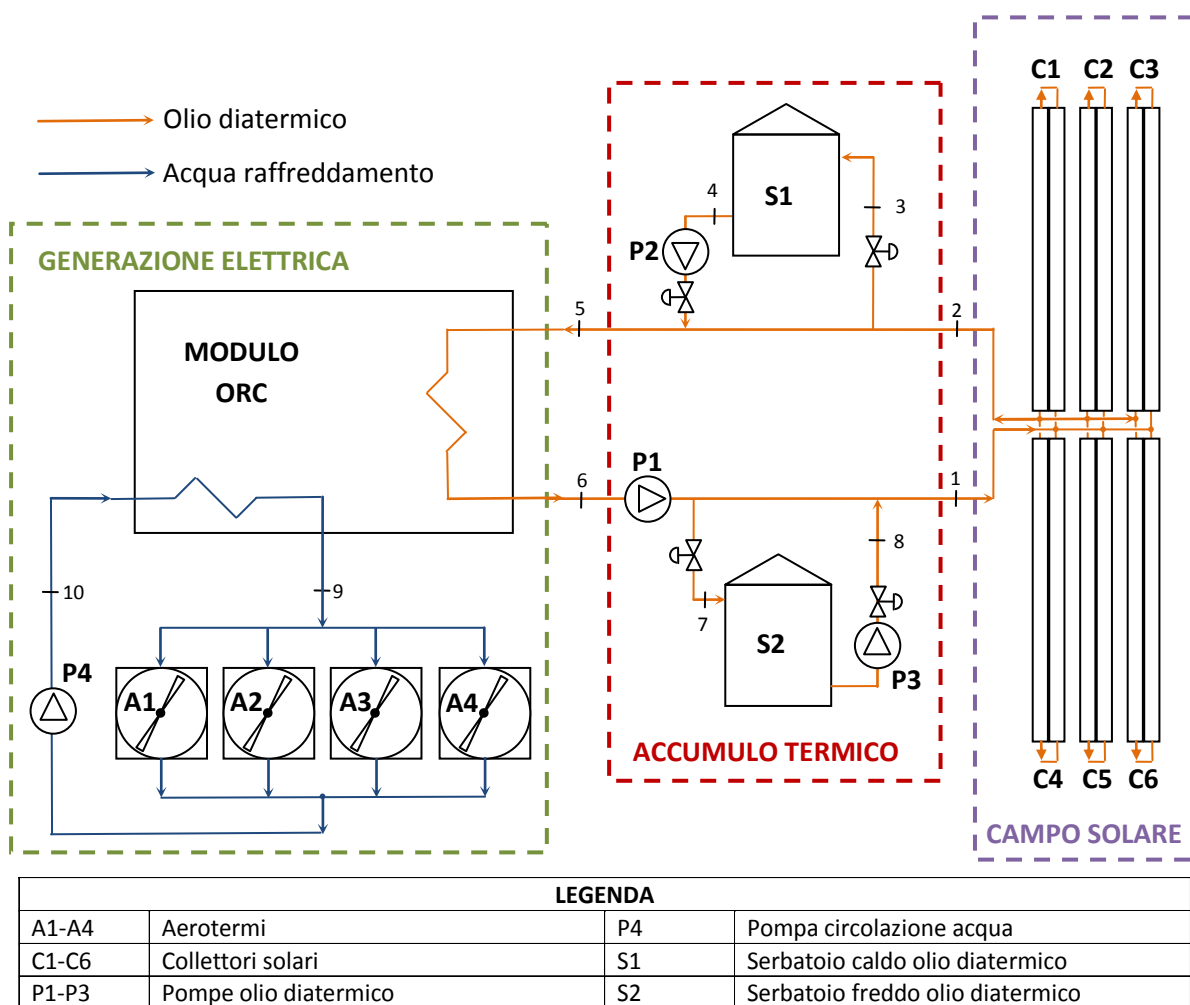 C1 C2 C3
Olio diatermico
Acqua raffreddamento
4
S1
3
P2
GENERAZIONE ELETTRICA
5
2
MODULO
ORC
P1
6
1
8
10
9
7
S2
P4
P3
A1 A2 A3 A4
ACCUMULO TERMICO
C4 C5 C6
CAMPO SOLARE
LEGENDA
A1-A4 Aerotermi P4 Pompa circolazione acqua
C1-C6 Collettori solari S1 Serbatoio caldo olio diatermico
P1-P3 Pompe olio diatermico S2 Serbatoio freddo olio diatermico